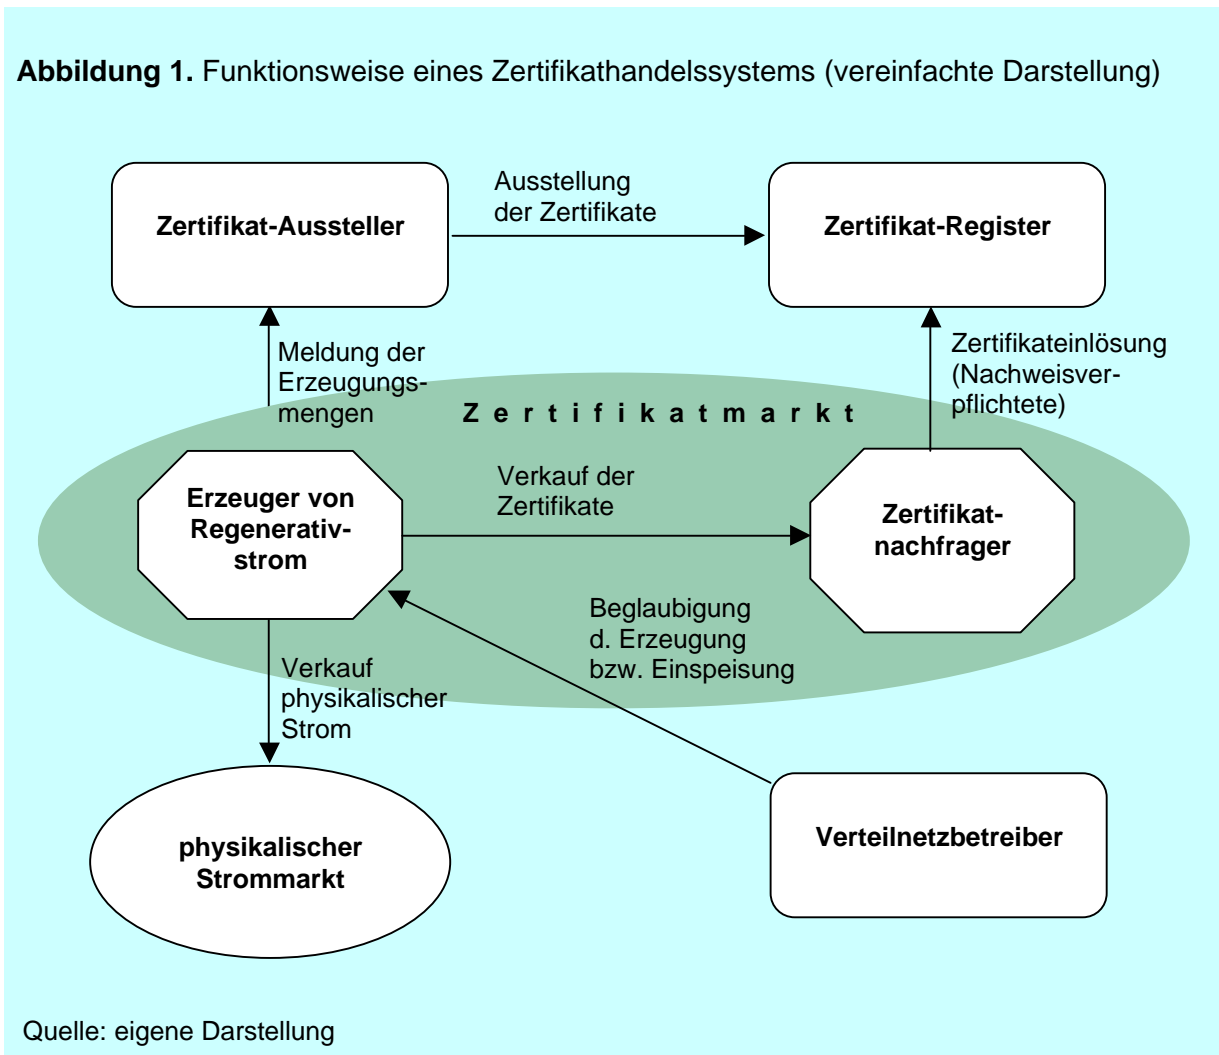 Abbildung 1. Funktionsweise eines Zertifikathandelssystems (vereinfachte Darstellung)
Zertifikat-Aussteller
Ausstellung
der Zertifikate
Zertifikat-Register
Meldung der
Erzeugungs-
mengen
Zertifikateinlösung
(Nachweisver-
pflichtete)
Zertifikatmarkt
Erzeuger von
Regenerativ-
strom
Verkauf der
Zertifikate
Zertifikat-
nachfrager
Beglaubigung
d. Erzeugung
bzw. Einspeisung
Verkauf
physikalischer
Strom
physikalischer
Strommarkt
Verteilnetzbetreiber
Quelle: eigene Darstellung